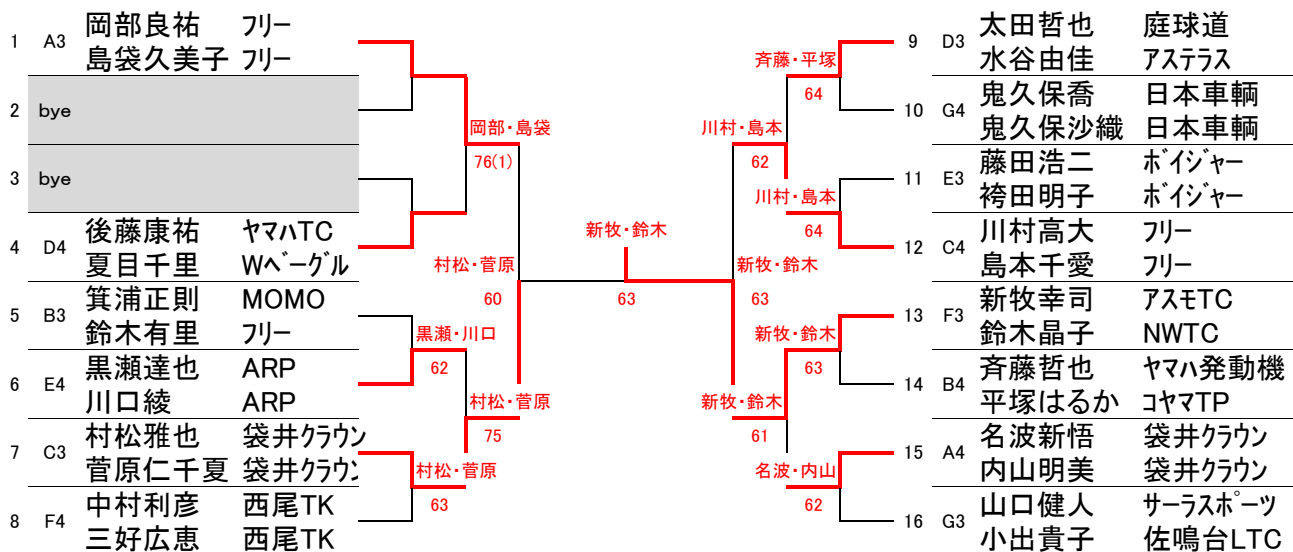 1 A3 岡部良祐 フリー
島袋久美子 フリー
2 bye
3 bye
4 D4 後藤康祐 ヤマハTC
夏目千里 Wベーグル
5 B3 箕浦正則 MOMO
鈴木有里 フリー
6 E4 黒瀬達也 ARP
川口綾 ARP
7 C3 村松雅也 袋井クラウン
菅原仁千夏 袋井クラウン
8 F4 中村利彦 西尾TK
三好広恵 西尾TK
岡部・島袋
76(1)
村松・菅原
60
黒瀬・川口
62
村松・菅原
75
村松・菅原
63
新牧・鈴木
63
斉藤・平塚
64
川村・島本
62
川村・島本
64
新牧・鈴木
63
新牧・鈴木
63
新牧・鈴木
61
名波・内山
62
9 D3 太田哲也 庭球道
水谷由佳 アステラス
10 G4 鬼久保喬 日本車輌
鬼久保沙織 日本車輌
11 E3 藤田浩二 ボイジャー
袴田明子 ボイジャー
12 C4 川村高大 フリー
島本千愛 フリー
13 F3 新牧幸司 アスモTC
鈴木晶子 NWTC
14 B4 斉藤哲也 ヤマハ発動機
平塚はるか コヤマTP
15 A4 名波新悟 袋井クラウン
内山明美 袋井クラウン
16 G3 山口健人 サーラスポーツ
小出貴子 佐鳴台LTC